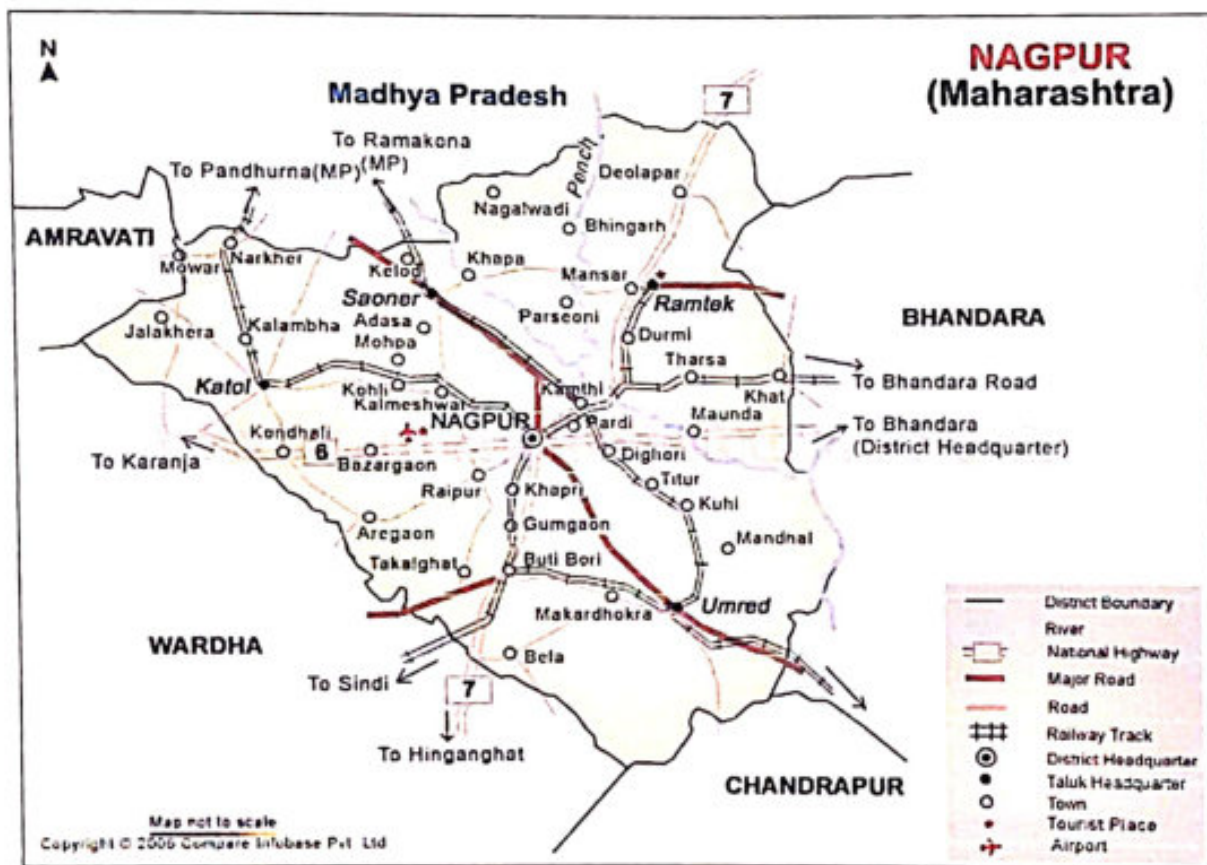 N
NAGPUR
(Maharashtra)
7
Madhya Pradesh
To Ramakona
(MP)
To Pandhurna(MP)
Pench
Deolapar
Nagalwadi
Bhingarh
AMRAVATI
Mowar
Narkher
Kelod
Khapa
Mansar
Saoner
Ramtek
Parseoni
BHANDARA
Jalakhera
Kalambha
Adasa
Mohpa
Durmi
Tharsa
Katol
Kohli
Kalmeshwar
Kamthi
Khat
To Bhandara Road
NAGPUR
Pardi
Maunda
To Bhandara
(District Headquarter)
Kondhali
6
Bazargaon
To Karanja
Dighori
Titur
Raipur
Khapri
Kuhi
Aregaon
Gumgaon
Mandhal
Takalghat
Buti Bori
Makardhokra
Umred
WARDHA
Bela
To Sindi
7
To Hinganghat
CHANDRAPUR
District Boundary
River
National Highway
Major Road
Road
Railway Track
District Headquarter
Taluk Headquarter
Town
Tourist Place
Airport
Map not to scale
Copyright © 2006 Compare Infobase Pvt. Ltd